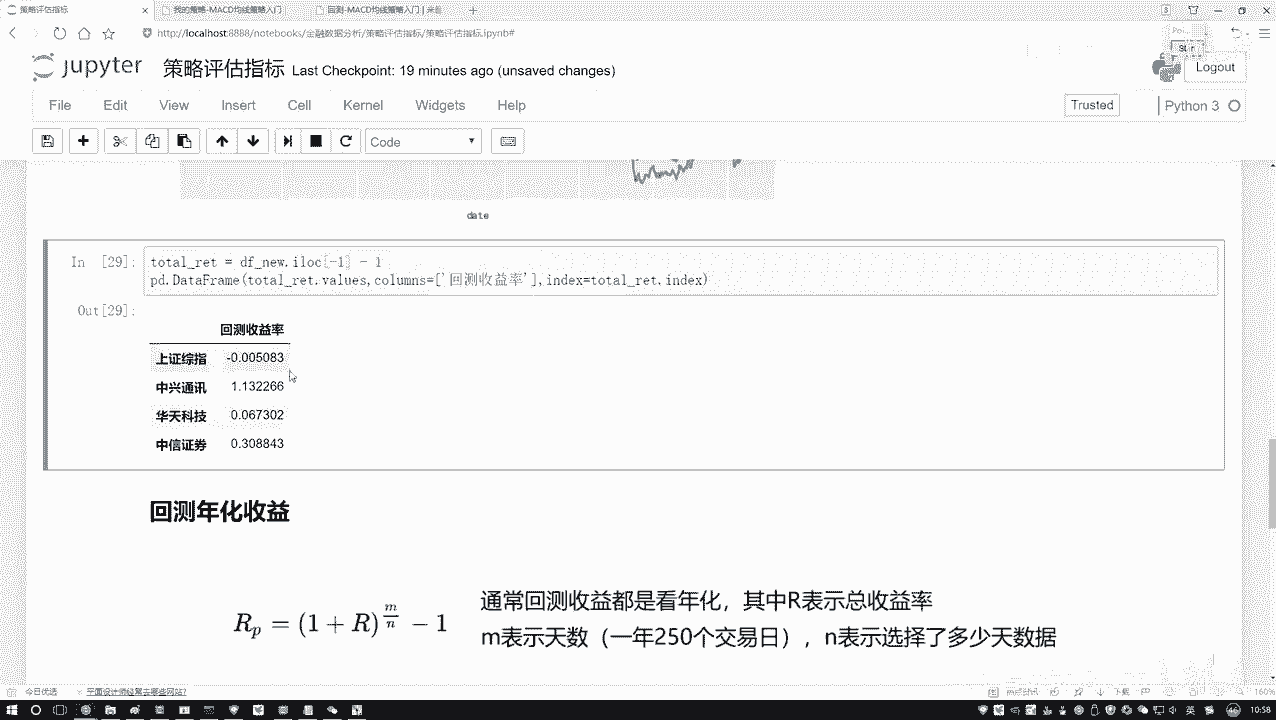 策略评估指标
我的策略-MACD均线策略入门
回测-MACD均线策略入门 | 米筐
http://localhost:8888/notebooks/金融数据分析/策略评估指标/策略评估指标.ipynb#
jupyter 策略评估指标 Last Checkpoint: 19 minutes ago (unsaved changes)
Logout
File Edit View Insert Cell Kernel Widgets Help
Trusted
Python 3
Code
date
In [29]:
total_ret = df_new.iloc[-1] - 1
pd.DataFrame(total_ret.values,columns=['回测收益率'],index=total_ret.index)
Out[29]:
回测收益率
上证综指 -0.005083
中兴通讯 1.132266
华天科技 0.067302
中信证券 0.308843
回测年化收益
R_p = (1 + R)^{\frac{m}{n}} - 1
通常回测收益都是看年化，其中R表示总收益率
m表示天数（一年250个交易日），n表示选择了多少天数据
今日优选
平面设计师经常去哪些网站?
下载
160%
英
10:58